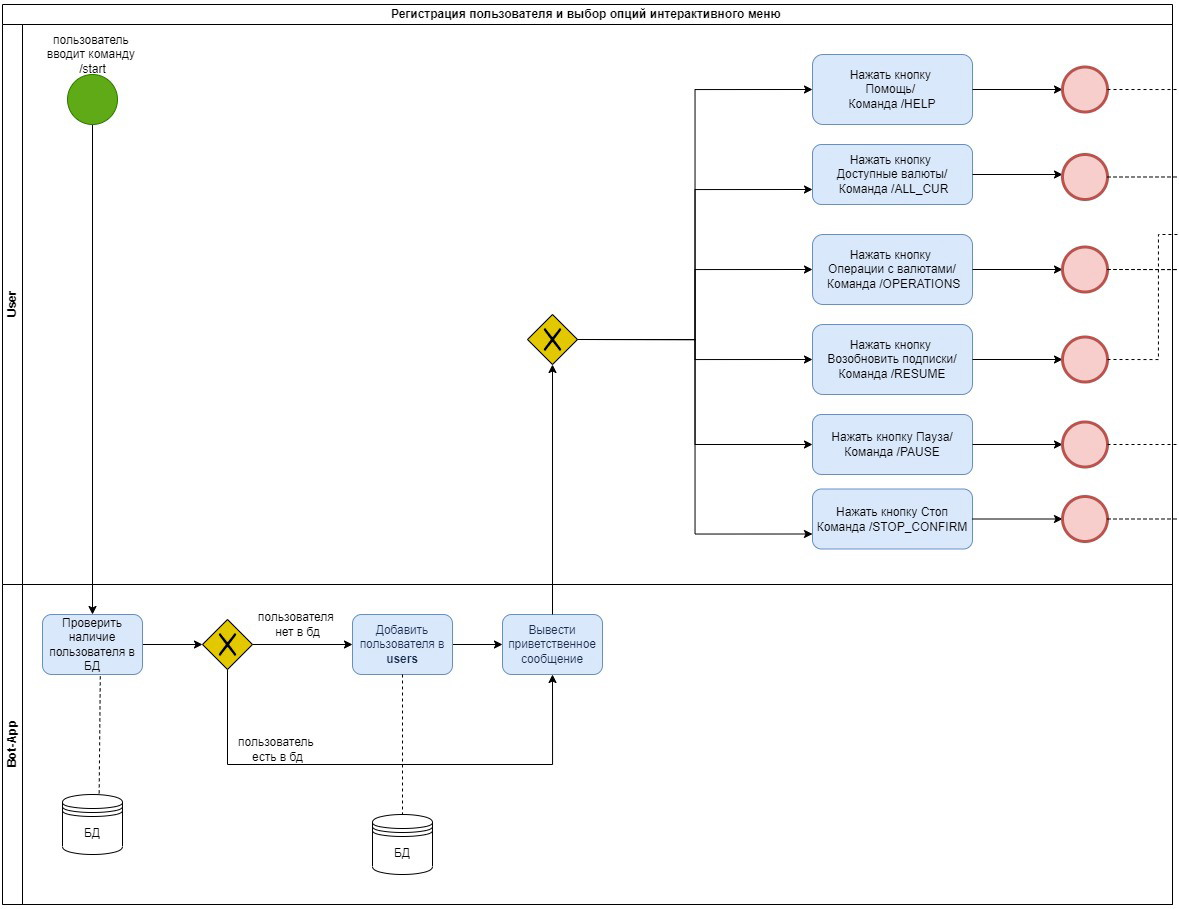 Регистрация пользователя и выбор опций интерактивного меню
User
пользователь
вводит команду
/start
Нажать кнопку
Помощь/
Команда /HELP
Нажать кнопку
Доступные валюты/
Команда /ALL_CUR
Нажать кнопку
Операции с валютами/
Команда /OPERATIONS
Нажать кнопку
Возобновить подписки/
Команда /RESUME
Нажать кнопку Пауза/
Команда /PAUSE
Нажать кнопку Стоп
Команда /STOP_CONFIRM
Bot-App
Проверить
наличие
пользователя в
БД
пользователя
нет в бд
Добавить
пользователя в
users
Вывести
приветственное
сообщение
пользователь
есть в бд
БД
БД